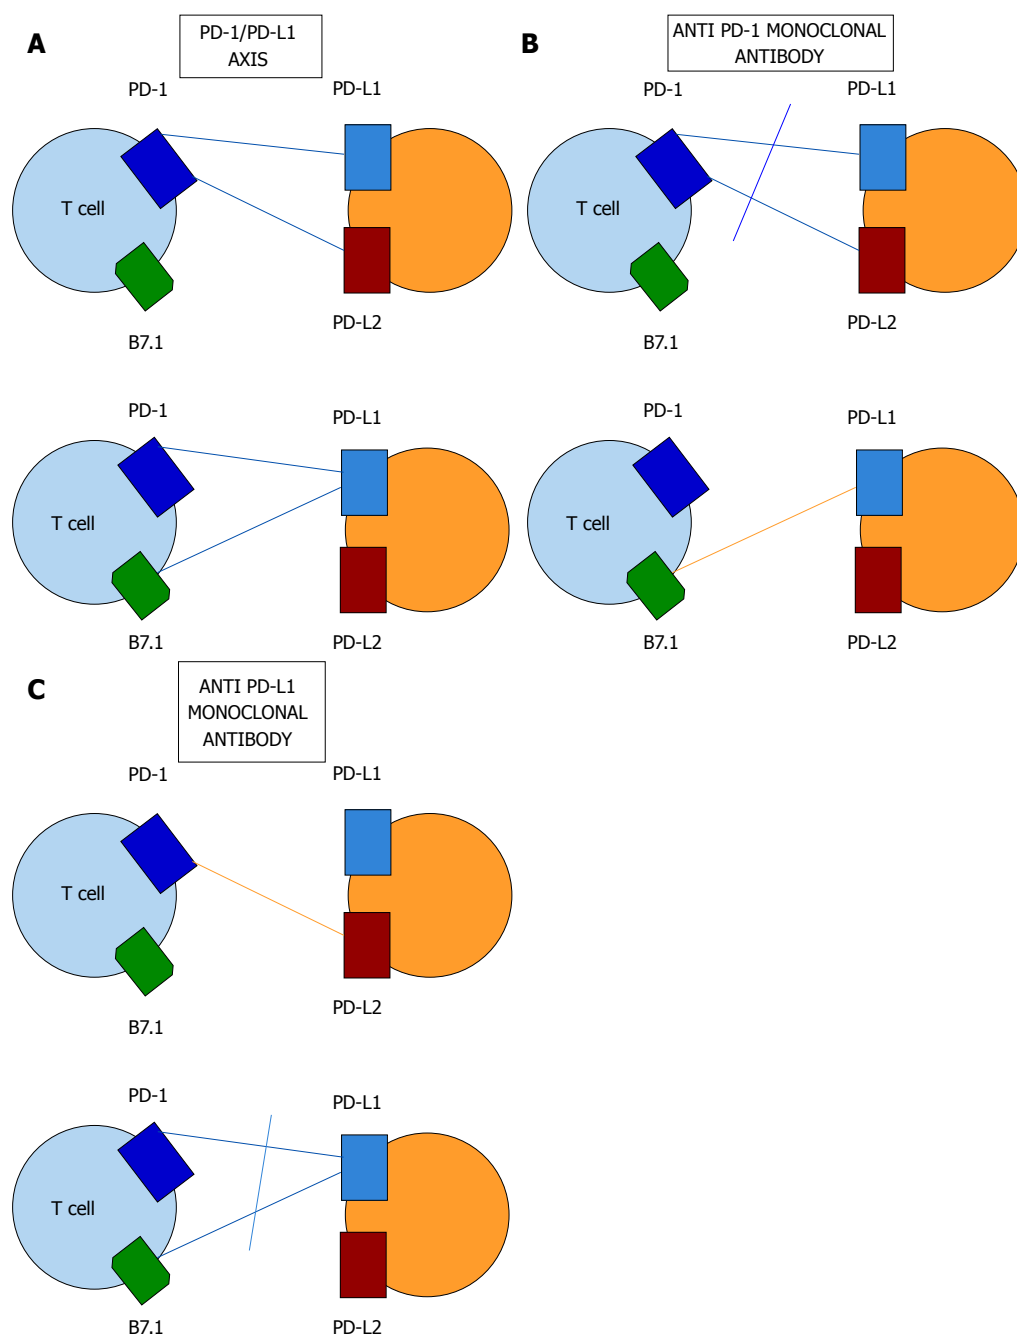 A
PD-1/PD-L1
AXIS
PD-1
PD-L1
T cell
B7.1
PD-L2
PD-1
PD-L1
T cell
B7.1
PD-L2
B
ANTI PD-1 MONOCLONAL
ANTIBODY
PD-1
PD-L1
T cell
B7.1
PD-L2
PD-1
PD-L1
T cell
B7.1
PD-L2
C
ANTI PD-L1
MONOCLONAL
ANTIBODY
PD-1
PD-L1
T cell
B7.1
PD-L2
PD-1
PD-L1
T cell
B7.1
PD-L2